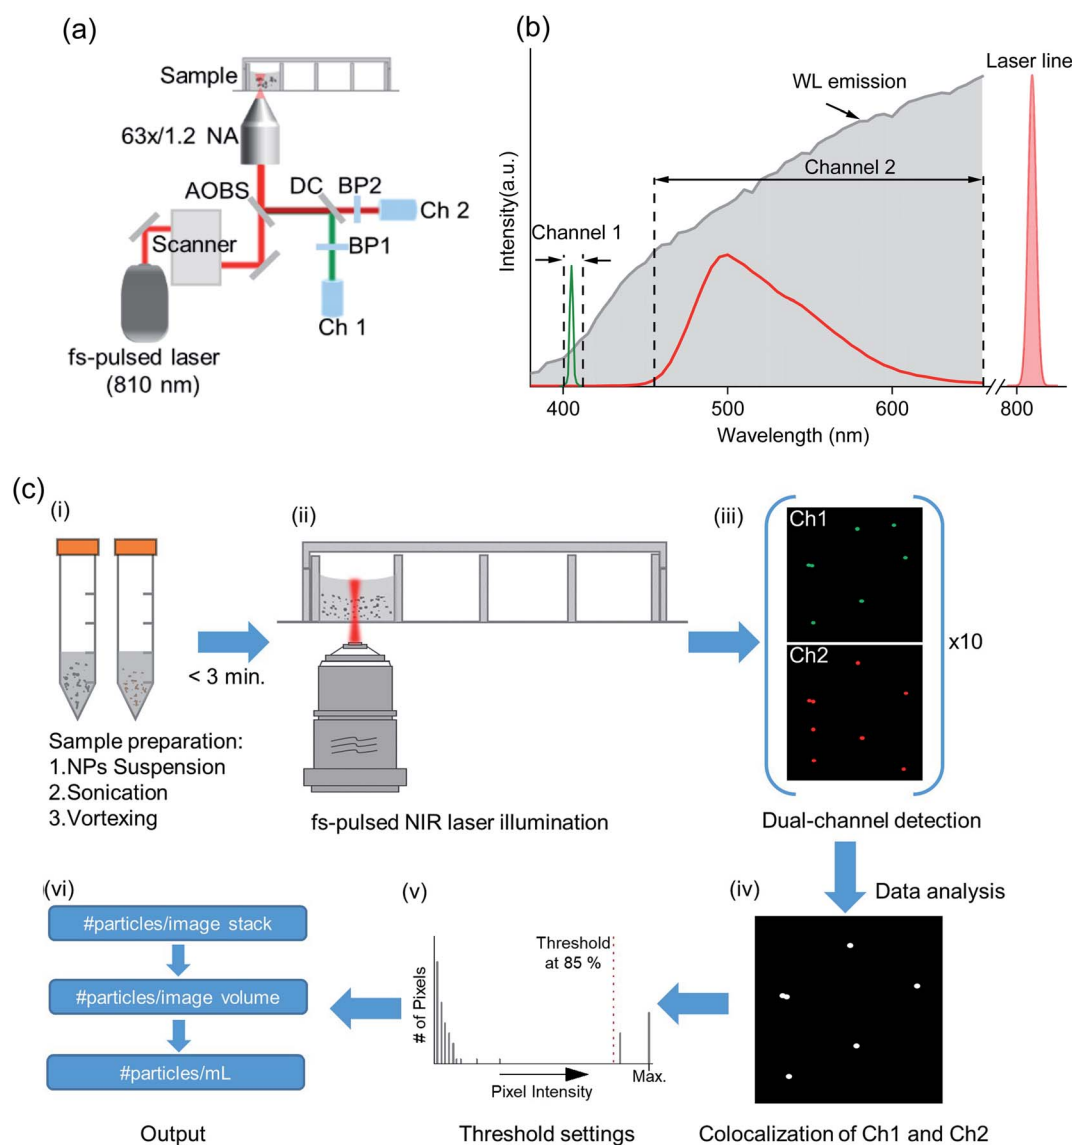 (a)
Sample
63x/1.2 NA
AOBS
DC
BP2
Ch 2
Scanner
BP1
Ch 1
fs-pulsed laser
(810 nm)
(b)
Laser line
WL emission
Channel 2
Channel 1
Intensity(a.u.)
400
500
600
800
Wavelength (nm)
(c)
(i)
< 3 min.
Sample preparation:
1.NPs Suspension
2.Sonication
3.Vortexing
(ii)
fs-pulsed NIR laser illumination
(iii)
Ch1
Ch2
x10
Dual-channel detection
Data analysis
(iv)
Colocalization of Ch1 and Ch2
(v)
Threshold
at 85 %
# of Pixels
Pixel Intensity
Max.
Threshold settings
(vi)
#particles/image stack
#particles/image volume
#particles/mL
Output